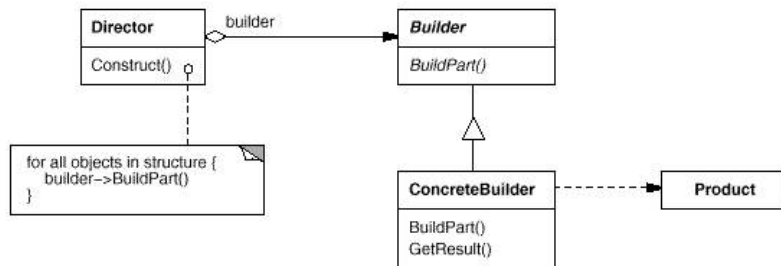 Director
builder
Builder
Construct()
BuildPart()
for all objects in structure {
builder->BuildPart()
}
ConcreteBuilder
Product
BuildPart()
GetResult()